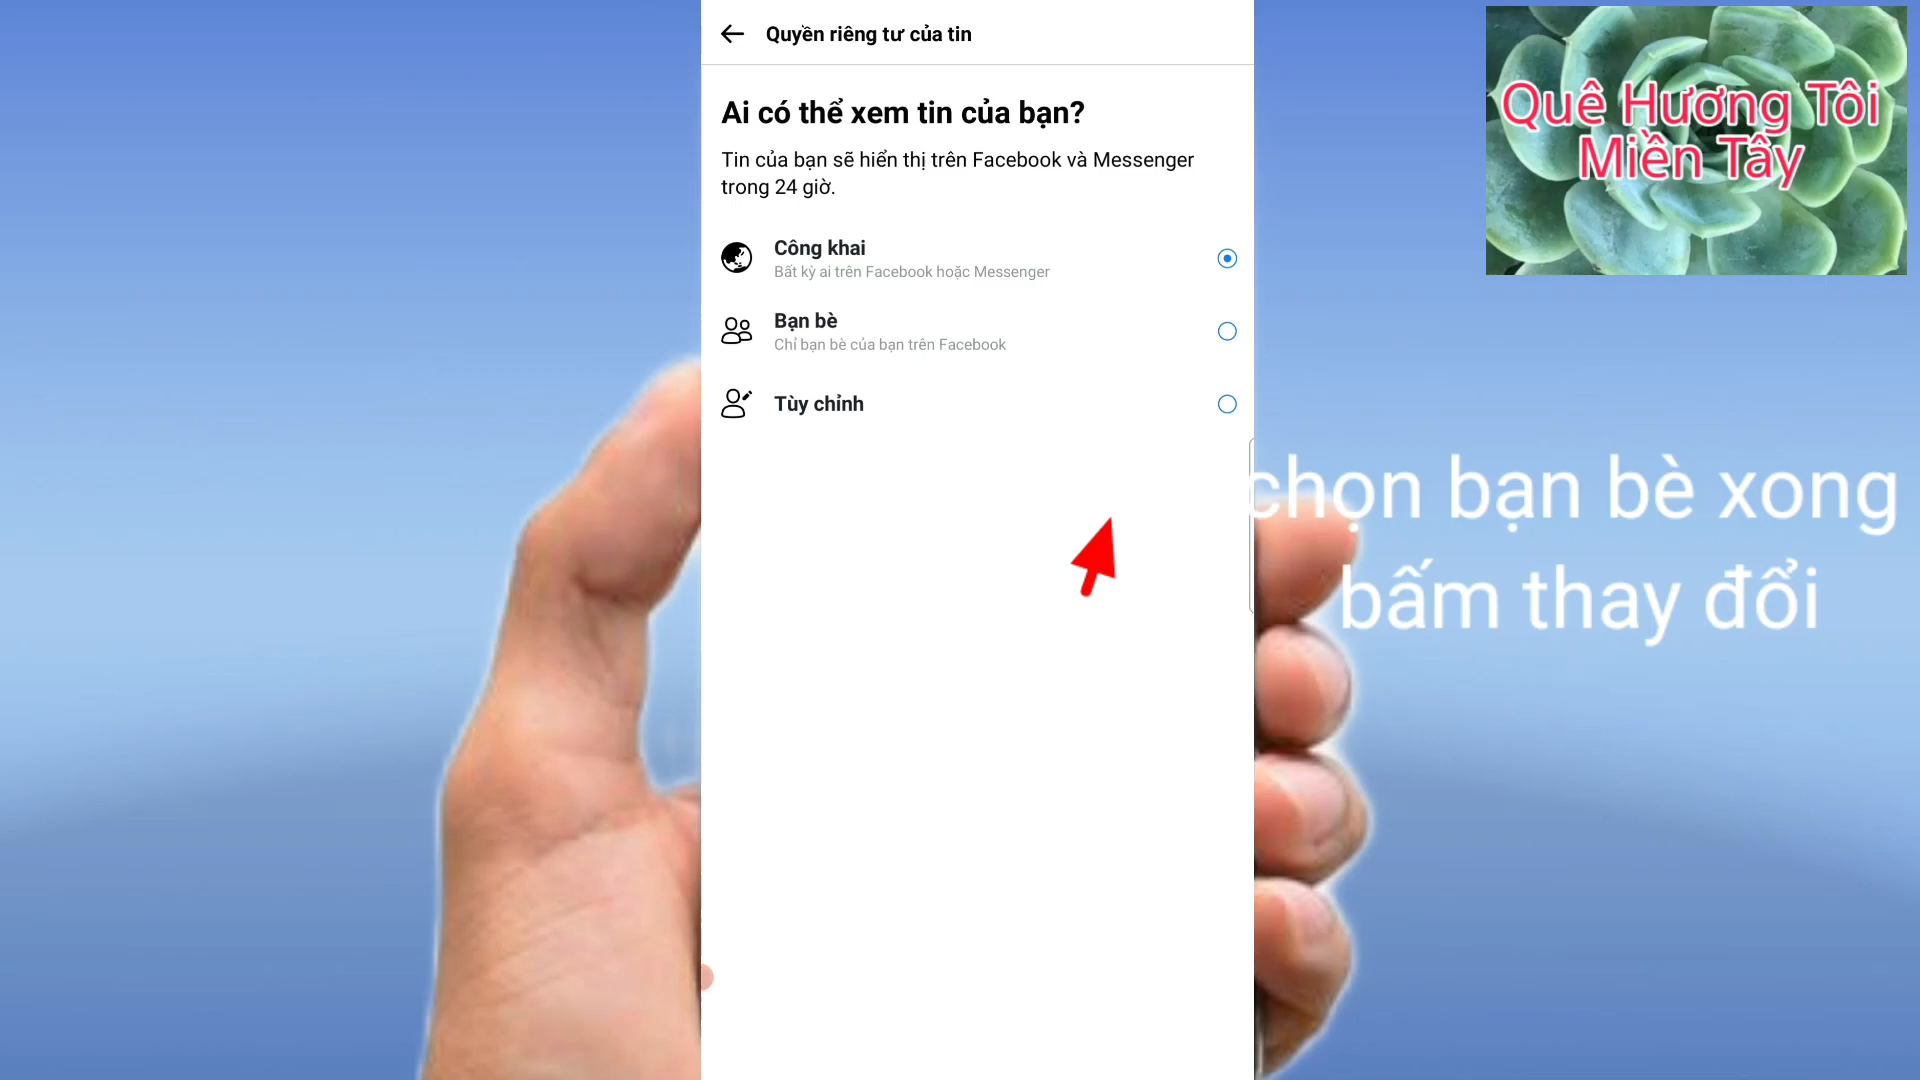 Quyền riêng tư của tin
Ai có thể xem tin của bạn?
Tin của bạn sẽ hiển thị trên Facebook và Messenger
trong 24 giờ.
Công khai
Bất kỳ ai trên Facebook hoặc Messenger
Bạn bè
Chỉ bạn bè của bạn trên Facebook
Tùy chỉnh
Quê Hương Tôi
Miền Tây
chọn bạn bè xong
bấm thay đổi